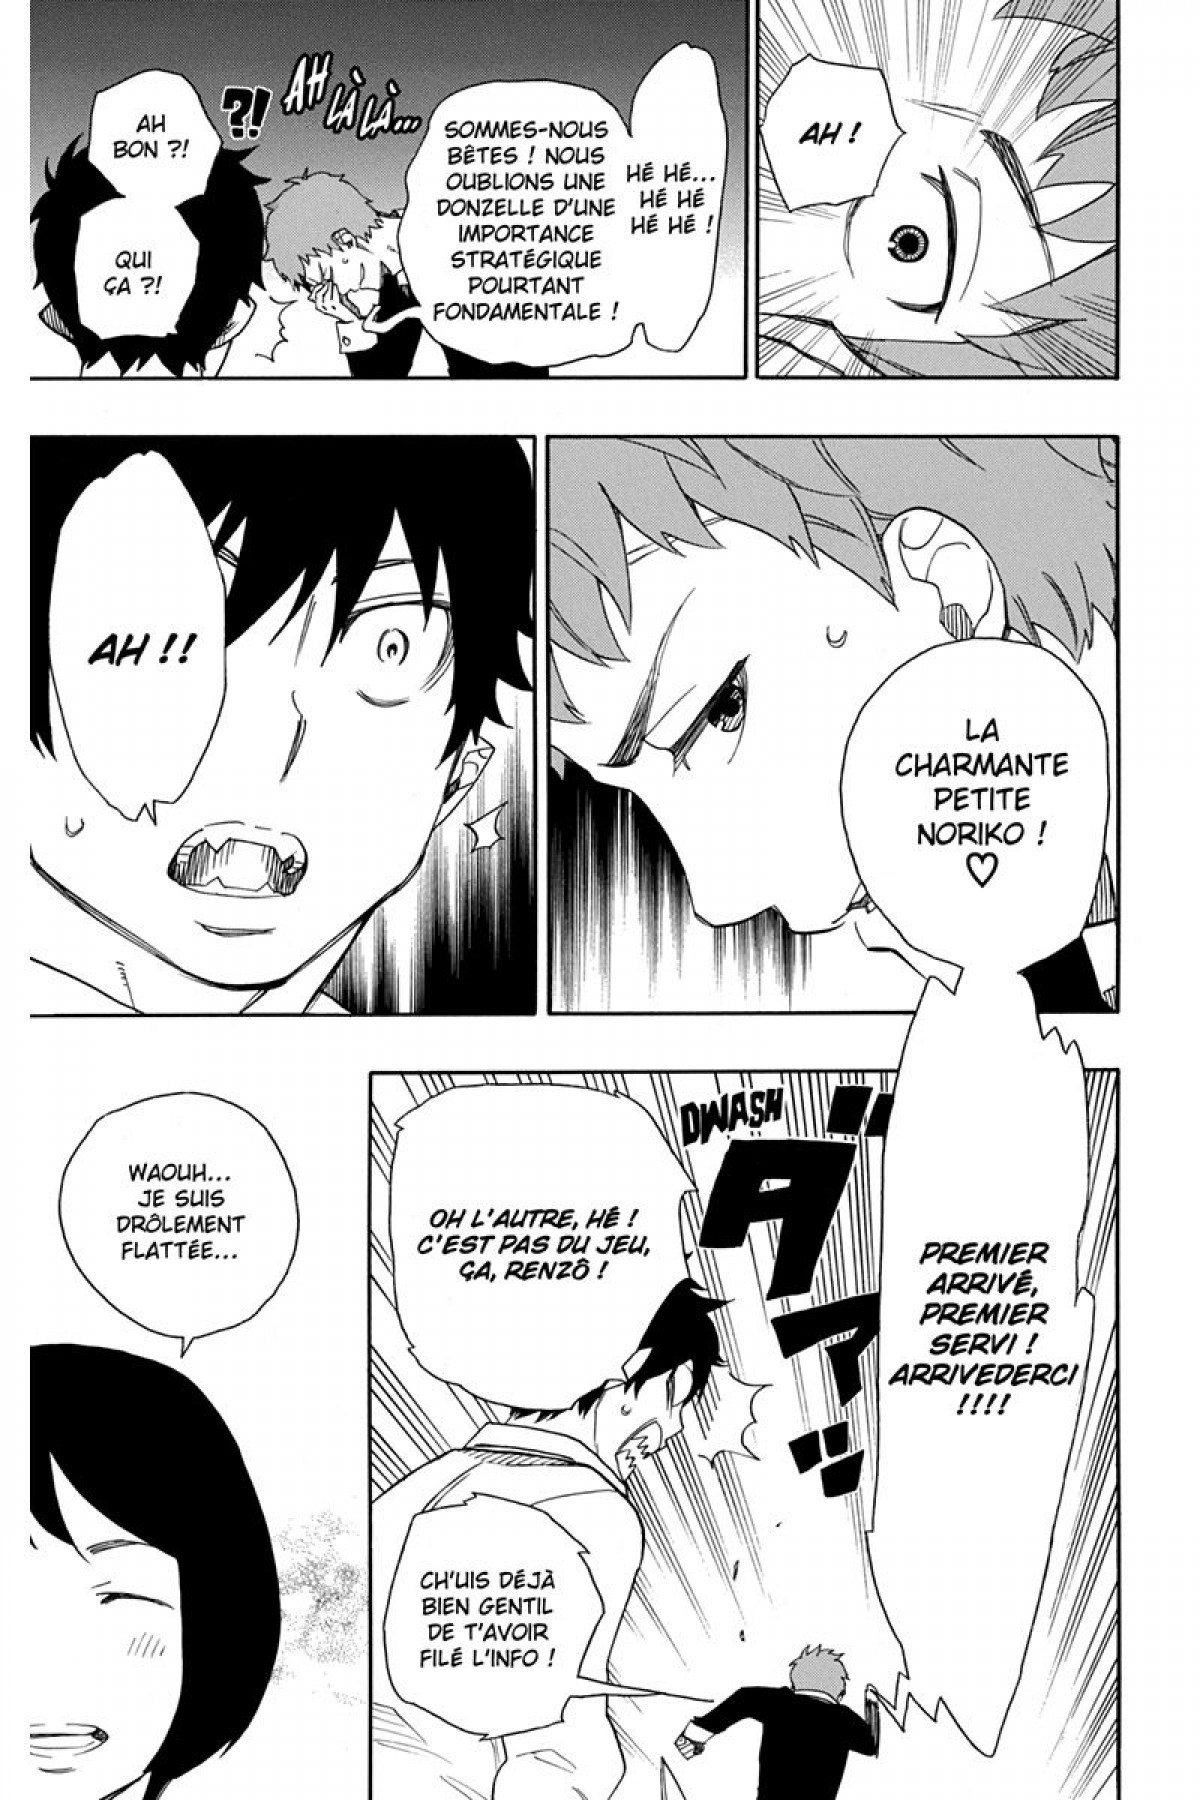 AH !
HÉ HÉ...
HÉ HÉ
HÉ HÉ !
SOMMES-NOUS
BÊTES ! NOUS
OUBLIONS UNE
DONZELLE D'UNE
IMPORTANCE
STRATÉGIQUE
POURTANT
FONDAMENTALE !
AH
LÀ
LÀ...
?!
AH
BON ?!
QUI
ÇA ?!
LA
CHARMANTE
PETITE
NORIKO !
♡
AH !!
PREMIER
ARRIVÉ,
PREMIER
SERVI !
ARRIVEDERCI
!!!!
DWASH
ダダッ
OH L'AUTRE, HÉ !
C'EST PAS DU JEU,
ÇA, RENZÔ !
CH'UIS DÉJÀ
BIEN GENTIL
DE T'AVOIR
FILÉ L'INFO !
WAOUH...
JE SUIS
DRÔLEMENT
FLATTÉE...